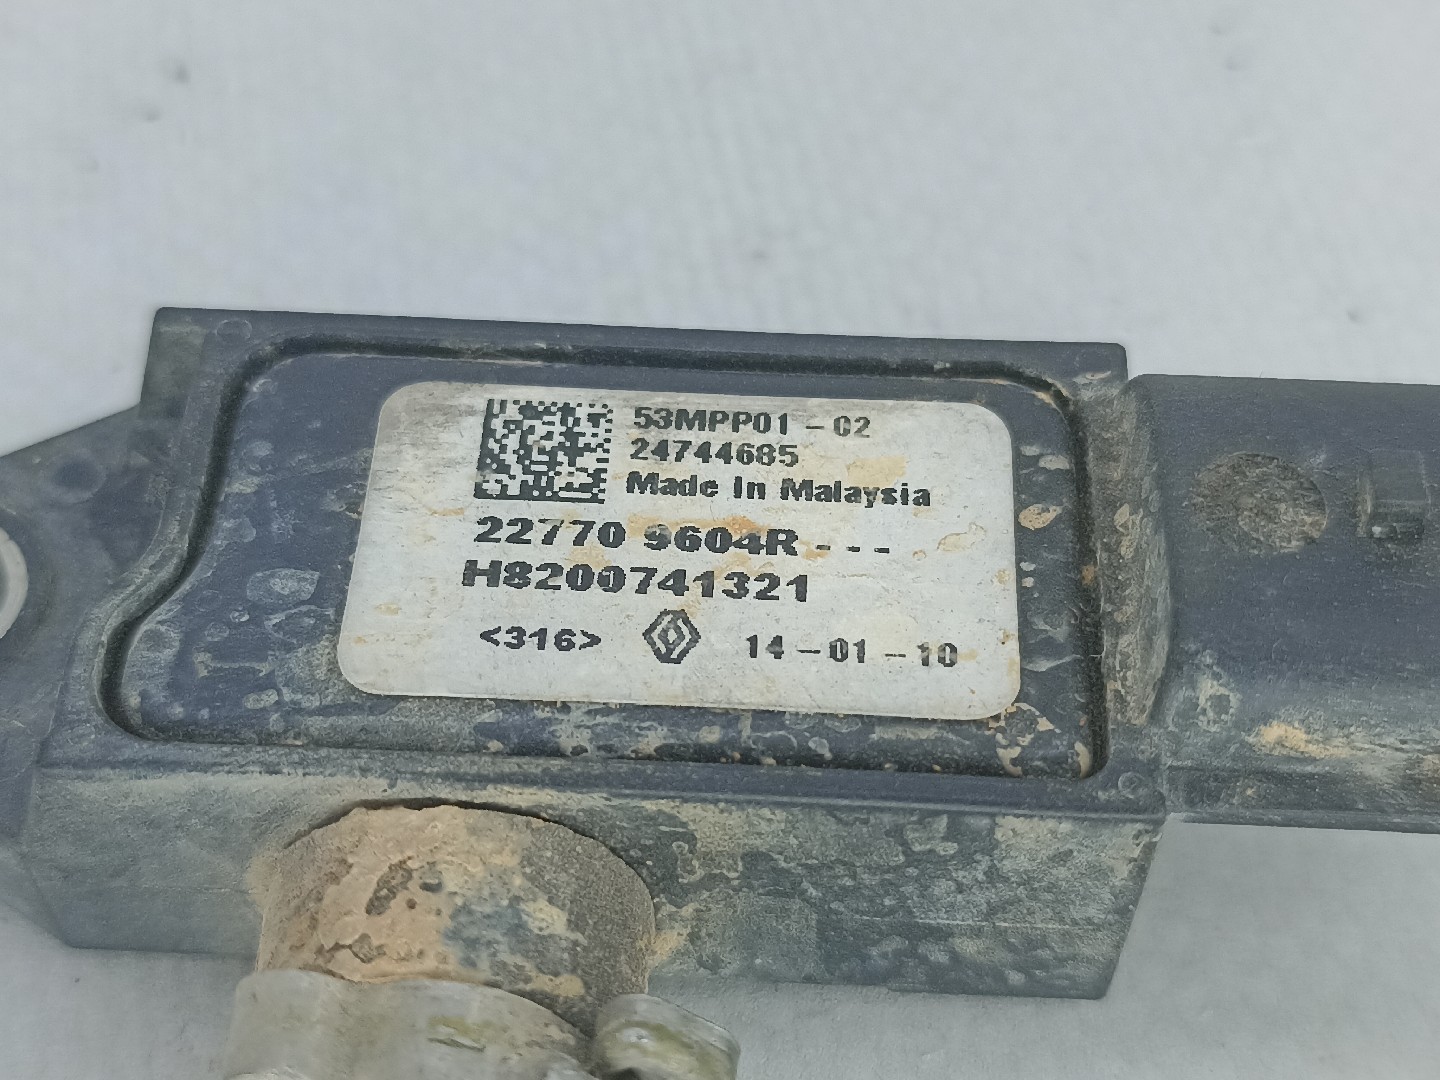 53MPP01 - 02
24744685
Made In Malaysia
22770 9604R - - -
H8200741321
<316> 14 - 01 - 10